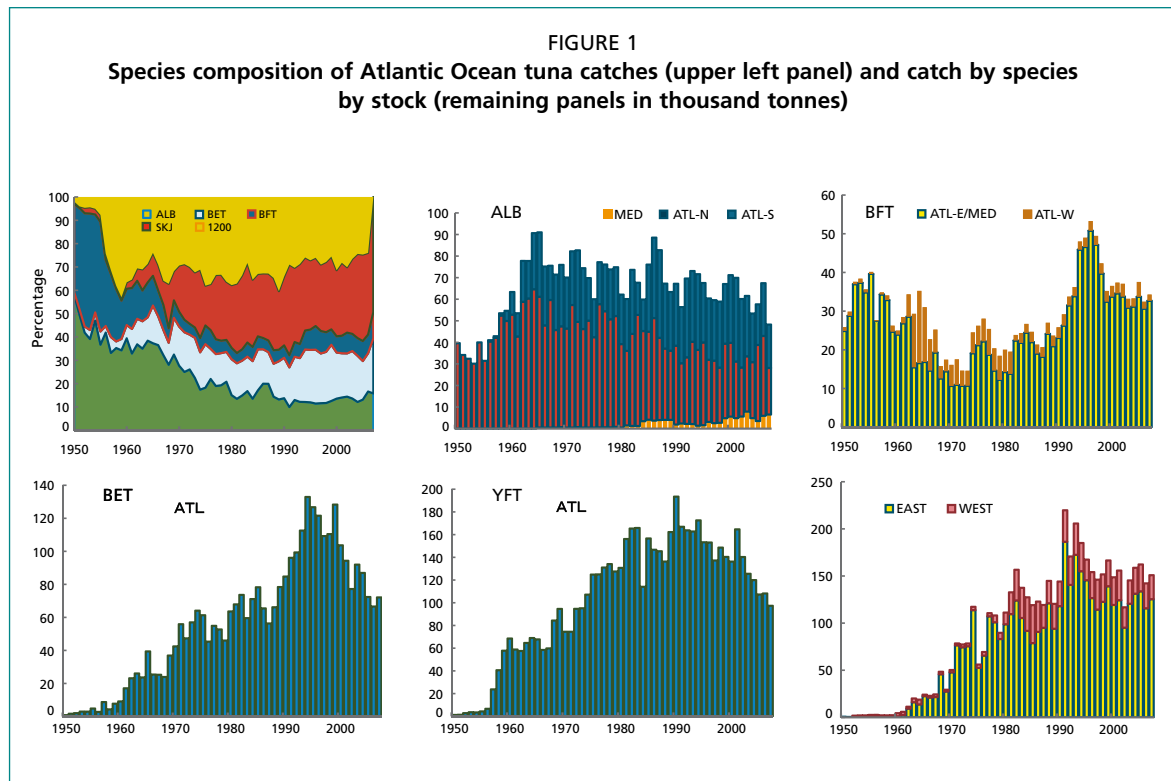 FIGURE 1
Species composition of Atlantic Ocean tuna catches (upper left panel) and catch by species
by stock (remaining panels in thousand tonnes)
Percentage
100
90
80
70
60
50
40
30
20
10
0
ALB BET BFT
SKJ 1200
1950 1960 1970 1980 1990 2000
ALB
MED ATL-N ATL-S
100
90
80
70
60
50
40
30
20
10
0
1950 1960 1970 1980 1990 2000
BFT
ATL-E/MED ATL-W
60
50
40
30
20
10
0
1950 1960 1970 1980 1990 2000
BET
ATL
140
120
100
80
60
40
20
0
1950 1960 1970 1980 1990 2000
YFT
ATL
200
180
160
140
120
100
80
60
40
20
0
1950 1960 1970 1980 1990 2000
EAST WEST
250
200
150
100
50
0
1950 1960 1970 1980 1990 2000